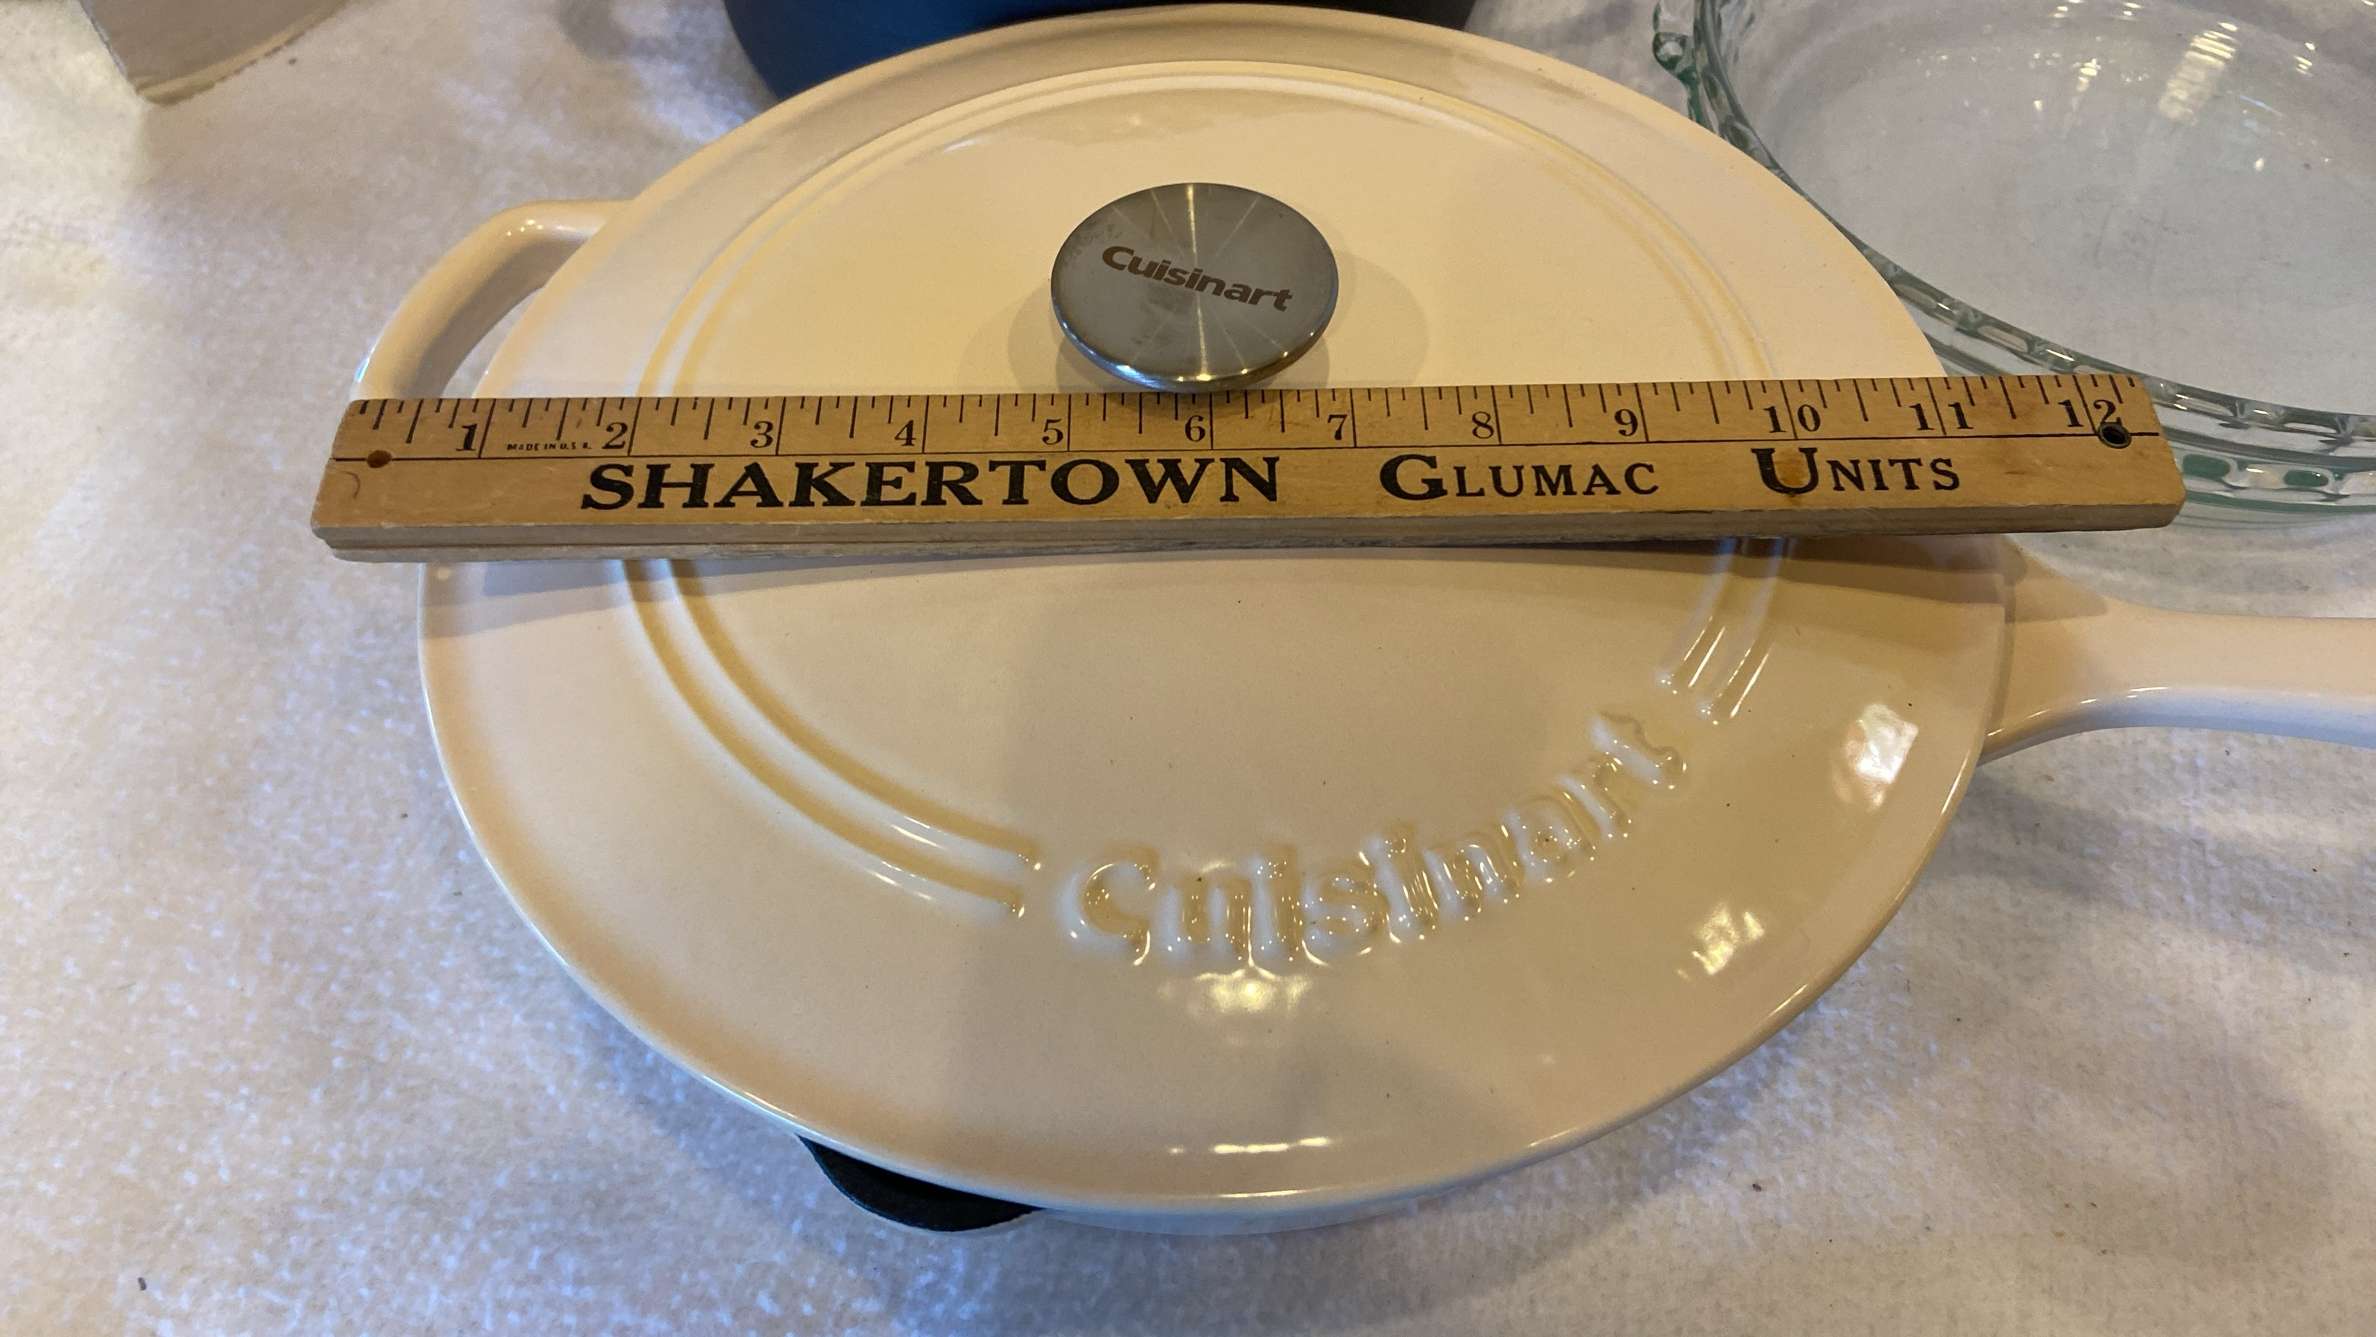 Cuisinart
1 2 3 4 5 6 7 8 9 10 11 12
MADE IN U.S.A.
SHAKERTOWN GLUMAC UNITS
Cuisinart